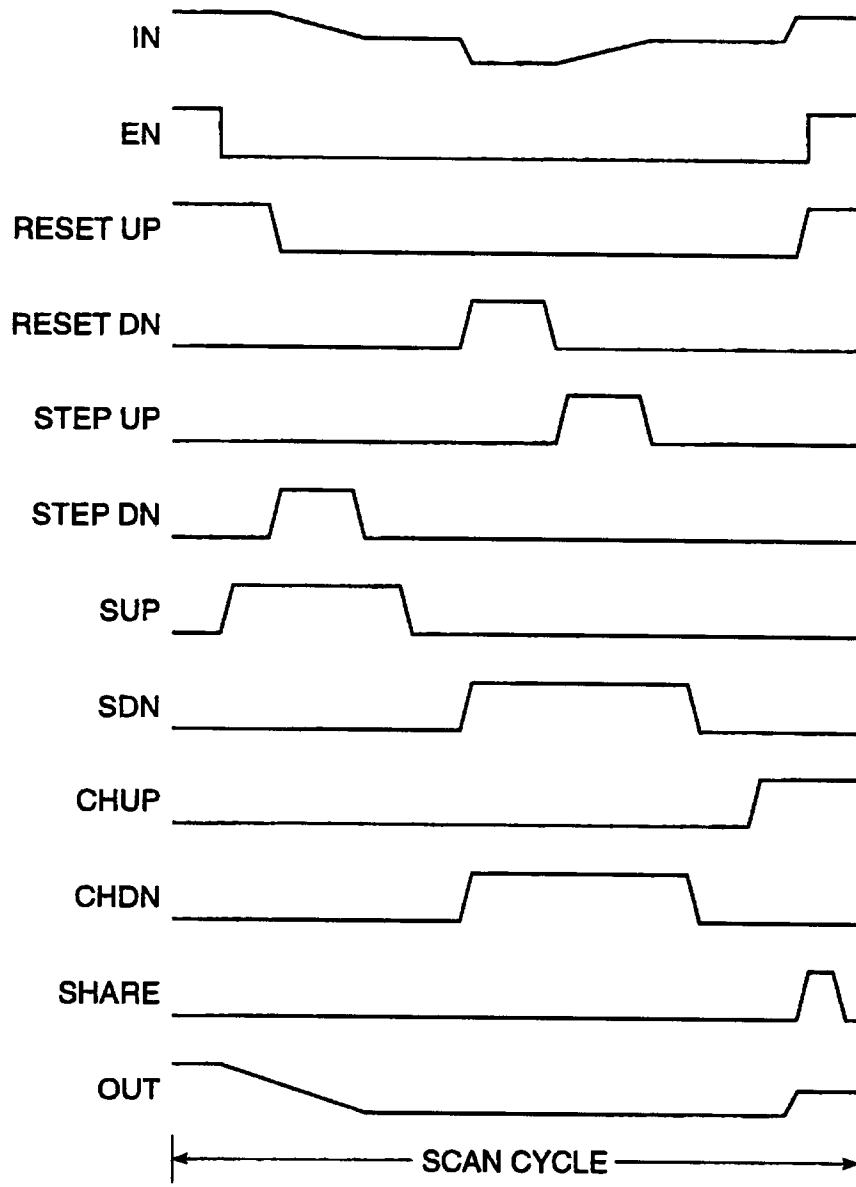 IN
EN
RESET UP
RESET DN
STEP UP
STEP DN
SUP
SDN
CHUP
CHDN
SHARE
OUT
SCAN CYCLE